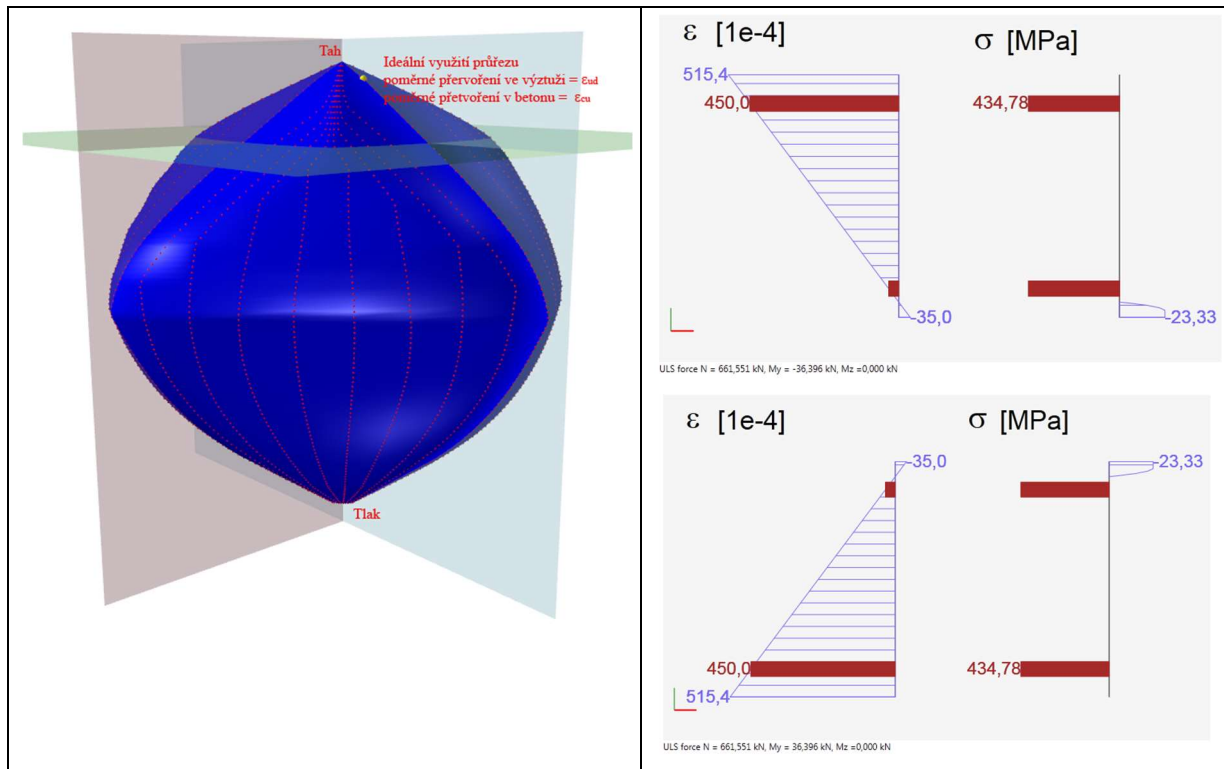 Tah
Ideální využití průřezu
poměrné přervoření ve výztuži = εud
poměrné přetvoření v betonu = εcu
Tlak
ε [1e-4]
σ [MPa]
515,4
450,0
434,78
-35,0
-23,33
ULS force N = 661,551 kN, My = -36,396 kN, Mz =0,000 kN
ε [1e-4]
σ [MPa]
-35,0
-23,33
450,0
434,78
515,4
ULS force N = 661,551 kN, My = 36,396 kN, Mz =0,000 kN